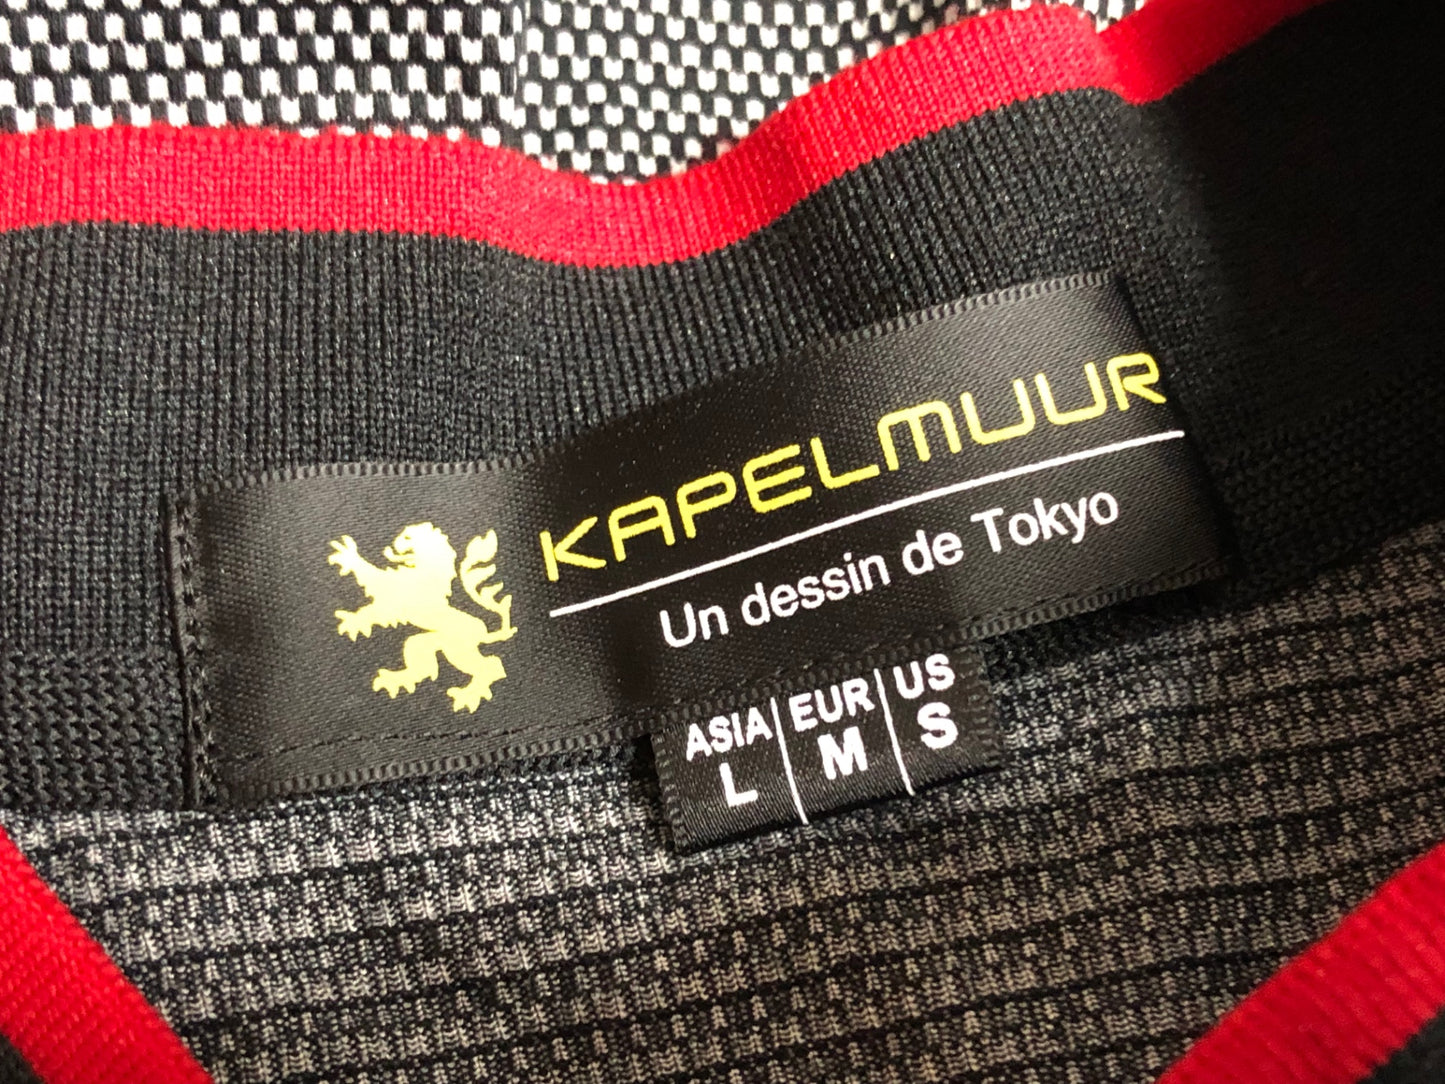 KAPELMUUR
Un dessin de Tokyo
ASIA EUR US
L M S